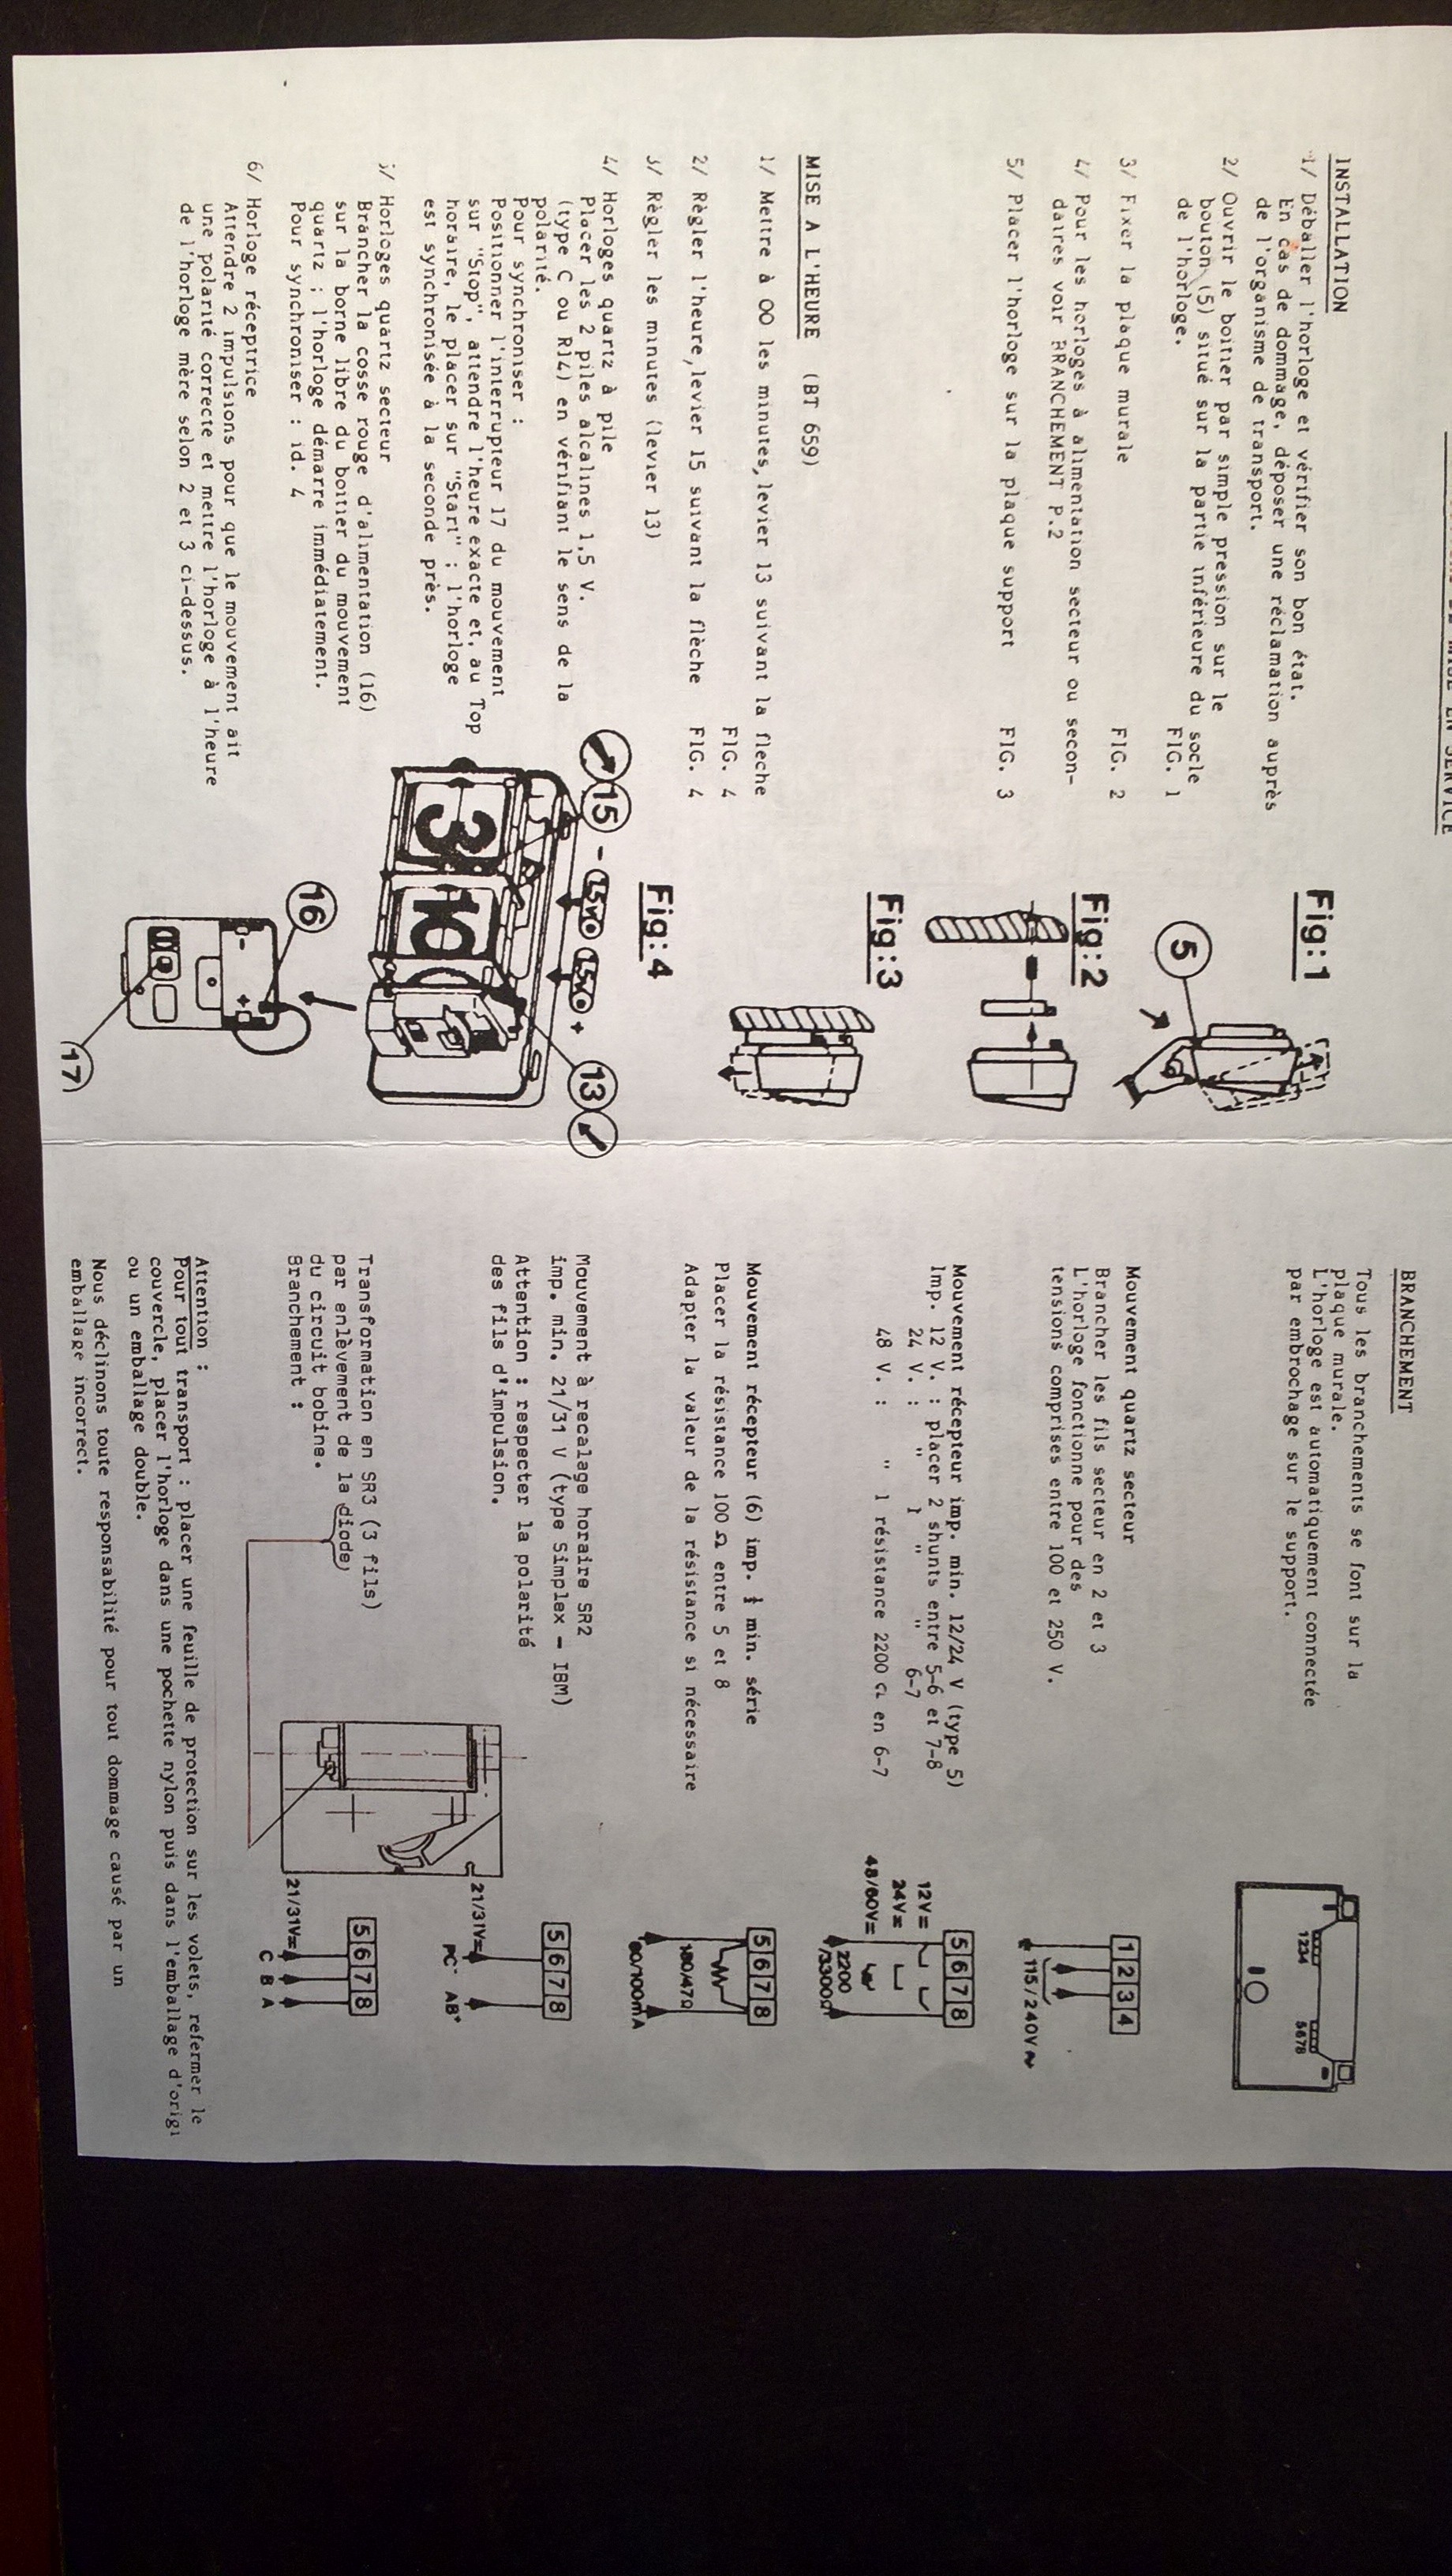 MISE EN SERVICE
INSTALLATION
1/ Déballer l'horloge et vérifier son bon état.
En cas de dommage, déposer une réclamation auprès
de l'organisme de transport.
2/ Ouvrir le boitier par simple pression sur le
bouton (5) situé sur la partie inférieure du socle
de l'horloge. FIG. 1
3/ Fixer la plaque murale FIG. 2
4/ Pour les horloges à alimentation secteur ou secon-
daires voir BRANCHEMENT P.2
5/ Placer l'horloge sur la plaque support FIG. 3
MISE A L'HEURE (BT 659)
1/ Mettre à 00 les minutes, levier 13 suivant la fleche
FIG. 4
2/ Règler l'heure, levier 15 suivant la flèche FIG. 4
3/ Règler les minutes (levier 13)
4/ Horloges quartz à pile
Placer les 2 piles alcalines 1,5 V.
(type C ou R14) en vérifiant le sens de la
polarité.
Pour synchroniser :
Positionner l'interrupteur 17 du mouvement
sur "Stop", attendre l'heure exacte et, au Top
horaire, le placer sur "Start" ; l'horloge
est synchronisée à la seconde près.
5/ Horloges quartz secteur
Brancher la cosse rouge d'alimentation (16)
sur la borne libre du boitier du mouvement
quartz ; l'horloge démarre immédiatement.
Pour synchroniser : id. 4
6/ Horloge réceptrice
Attendre 2 impulsions pour que le mouvement ait
une polarité correcte et mettre l'horloge à l'heure
de l'horloge mère selon 2 et 3 ci-dessus.
Fig:1
5
Fig:2
Fig:3
Fig:4
15 - 1,5V 1,5V + 13
3 10
16
- +
17
BRANCHEMENT
Tous les branchements se font sur la
plaque murale.
L'horloge est automatiquement connectée
par embrochage sur le support.
1234 5678
Mouvement quartz secteur
Brancher les fils secteur en 2 et 3
L'horloge fonctionne pour des
tensions comprises entre 100 et 250 V.
1 2 3 4
115/240V~
Mouvement récepteur imp. min. 12/24 V (type 5)
Imp. 12 V. : placer 2 shunts entre 5-6 et 7-8
24 V. : " 1 " " 6-7
48 V. : " 1 résistance 2200 Ω en 6-7
5 6 7 8
12V=
24V=
48/60V=
2200
/3300Ω
Mouvement récepteur (6) imp. ½ min. série
Placer la résistance 100 Ω entre 5 et 8
Adapter la valeur de la résistance si nécessaire
5 6 7 8
180/47Ω
60/100mA
Mouvement à recalage horaire SR2
imp. min. 21/31 V (type Simplex - IBM)
Attention : respecter la polarité
des fils d'impulsion.
5 6 7 8
21/31V=
PC- AB+
Transformation en SR3 (3 fils)
par enlèvement de la diode
du circuit bobine.
Branchement :
5 6 7 8
21/31V=
C B A
Attention :
Pour tout transport : placer une feuille de protection sur les volets, refermer le
couvercle, placer l'horloge dans une pochette nylon puis dans l'emballage d'origi
ou un emballage double.
Nous déclinons toute responsabilité pour tout dommage causé par un
emballage incorrect.